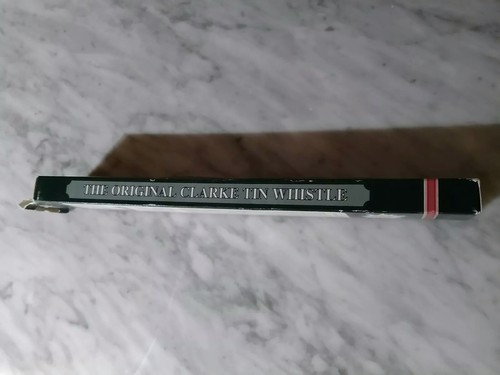 THE ORIGINAL CLARKE TIN WHISTLE